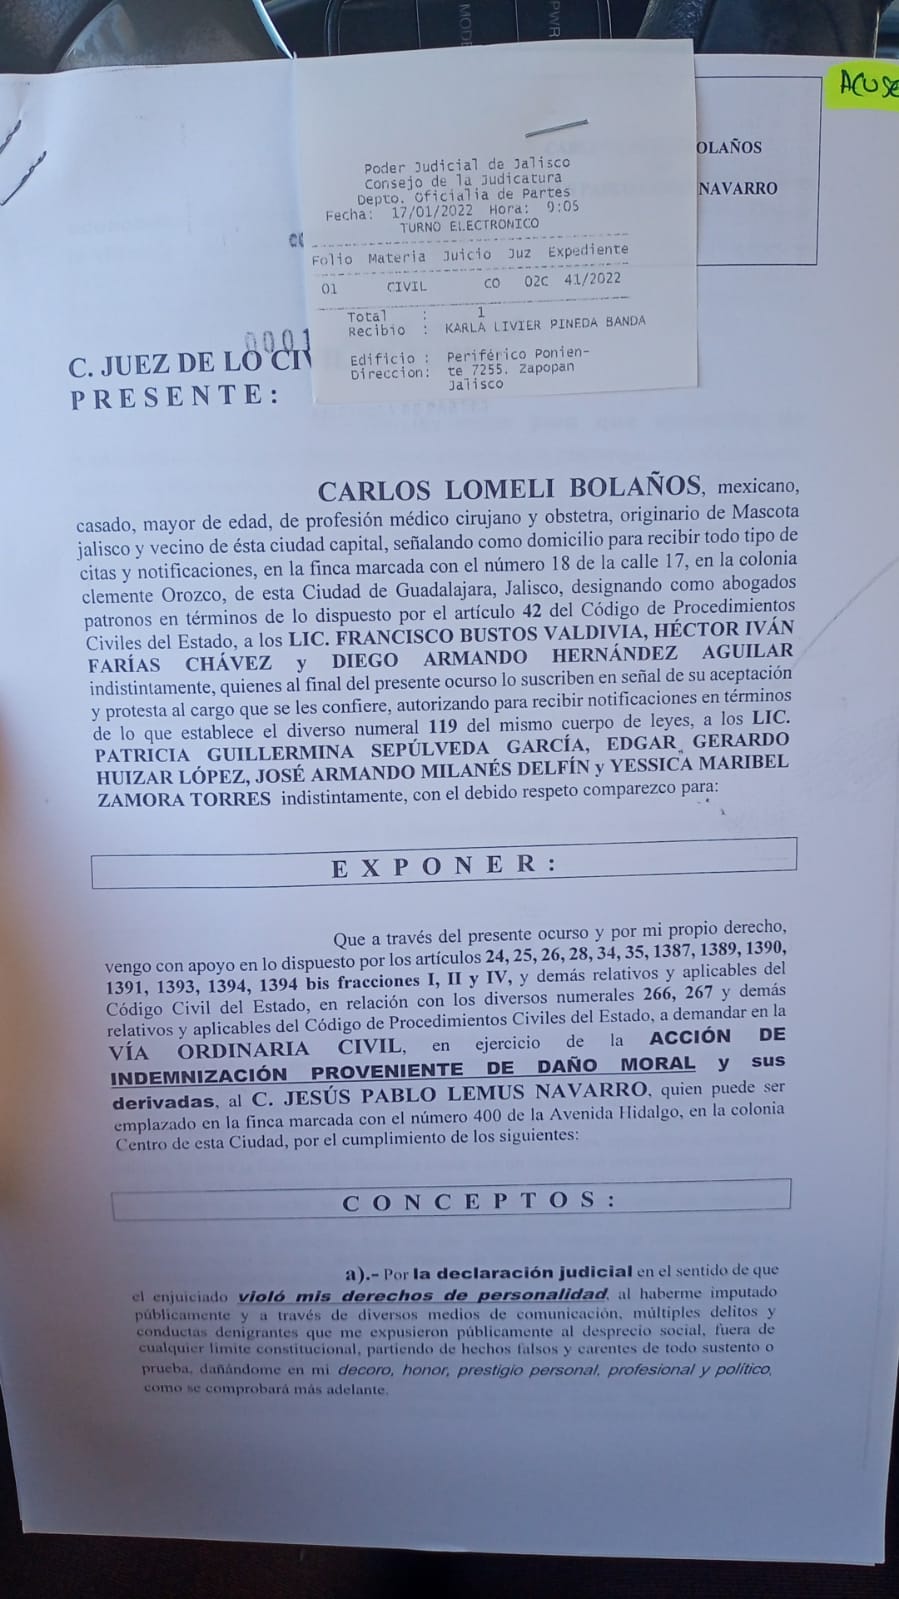 MODE
PWR
ACUSE
OLAÑOS
NAVARRO
Poder Judicial de Jalisco
Consejo de la Judicatura
Depto. Oficialia de Partes
Fecha: 17/01/2022 Hora: 9:05
TURNO ELECTRONICO
Folio Materia Juicio Juz Expediente
01 CIVIL CO 02C 41/2022
Total : 1
Recibio : KARLA LIVIER PINEDA BANDA
Edificio : Periférico Ponien-
Direccion: te 7255. Zapopan
Jalisco
0001
C. JUEZ DE LO CIV
PRESENTE:
CARLOS LOMELI BOLAÑOS, mexicano,
casado, mayor de edad, de profesión médico cirujano y obstetra, originario de Mascota
jalisco y vecino de ésta ciudad capital, señalando como domicilio para recibir todo tipo de
citas y notificaciones, en la finca marcada con el número 18 de la calle 17, en la colonia
clemente Orozco, de esta Ciudad de Guadalajara, Jalisco, designando como abogados
patronos en términos de lo dispuesto por el artículo 42 del Código de Procedimientos
Civiles del Estado, a los LIC. FRANCISCO BUSTOS VALDIVIA, HÉCTOR IVÁN
FARÍAS CHÁVEZ y DIEGO ARMANDO HERNÁNDEZ AGUILAR
indistintamente, quienes al final del presente ocurso lo suscriben en señal de su aceptación
y protesta al cargo que se les confiere, autorizando para recibir notificaciones en términos
de lo que establece el diverso numeral 119 del mismo cuerpo de leyes, a los LIC.
PATRICIA GUILLERMINA SEPÚLVEDA GARCÍA, EDGAR GERARDO
HUIZAR LÓPEZ, JOSÉ ARMANDO MILANÉS DELFÍN y YESSICA MARIBEL
ZAMORA TORRES indistintamente, con el debido respeto comparezco para:
EXPONER:
Que a través del presente ocurso y por mi propio derecho,
vengo con apoyo en lo dispuesto por los artículos 24, 25, 26, 28, 34, 35, 1387, 1389, 1390,
1391, 1393, 1394, 1394 bis fracciones I, II y IV, y demás relativos y aplicables del
Código Civil del Estado, en relación con los diversos numerales 266, 267 y demás
relativos y aplicables del Código de Procedimientos Civiles del Estado, a demandar en la
VÍA ORDINARIA CIVIL, en ejercicio de la ACCIÓN DE
INDEMNIZACIÓN PROVENIENTE DE DAÑO MORAL y sus
derivadas, al C. JESÚS PABLO LEMUS NAVARRO, quien puede ser
emplazado en la finca marcada con el número 400 de la Avenida Hidalgo, en la colonia
Centro de esta Ciudad, por el cumplimiento de los siguientes:
CONCEPTOS:
a).- Por la declaración judicial en el sentido de que
el enjuiciado violó mis derechos de personalidad, al haberme imputado
públicamente y a través de diversos medios de comunicación, múltiples delitos y
conductas denigrantes que me expusieron públicamente al desprecio social, fuera de
cualquier límite constitucional, partiendo de hechos falsos y carentes de todo sustento o
prueba, dañándome en mi decoro, honor, prestigio personal, profesional y político,
como se comprobará más adelante.